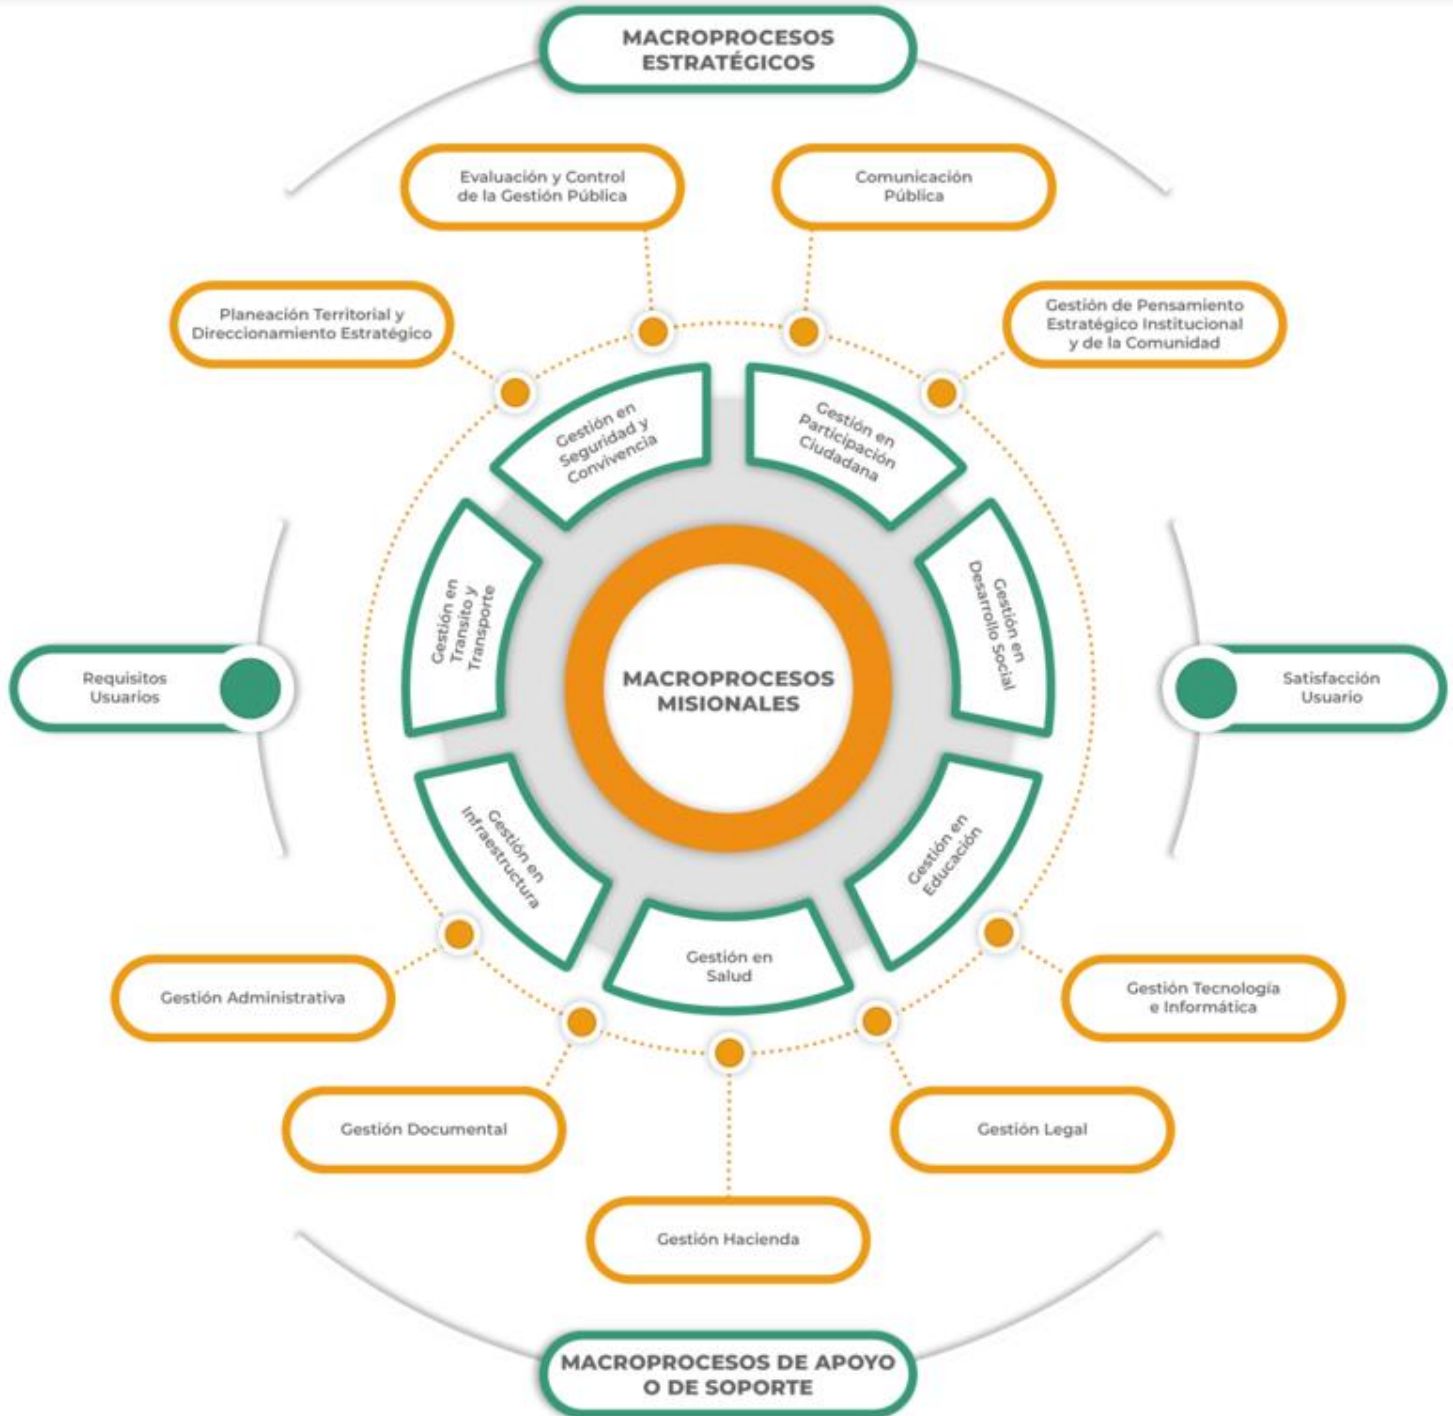 MACROPROCESOS
ESTRATÉGICOS
Evaluación y Control
de la Gestión Pública
Comunicación
Pública
Planeación Territorial y
Direccionamiento Estratégico
Gestión de Pensamiento
Estratégico Institucional
y de la Comunidad
Gestión en
Seguridad y
Convivencia
Gestión en
Participación
Ciudadana
Gestión en
Transito y
Transporte
Gestión en
Desarrollo Social
Requisitos
Usuarios
MACROPROCESOS
MISIONALES
Satisfacción
Usuario
Gestión en
Infraestructura
Gestión en
Educación
Gestión en
Salud
Gestión Administrativa
Gestión Tecnología
e Informática
Gestión Documental
Gestión Legal
Gestión Hacienda
MACROPROCESOS DE APOYO
O DE SOPORTE